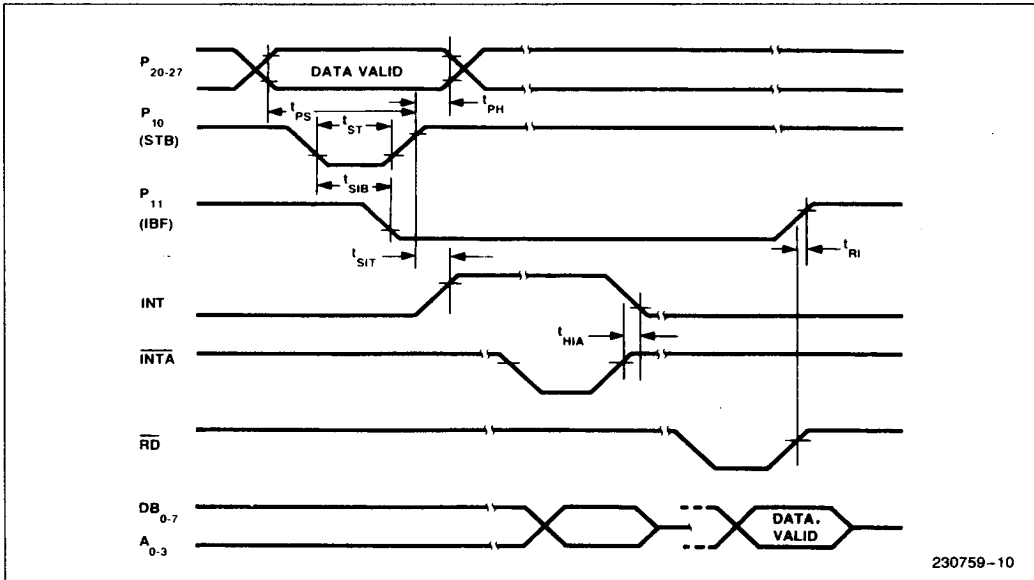 P20-27
DATA VALID
tPH
tPS
tST
P10
(STB)
tSIB
P11
(IBF)
tSIT
tRI
INT
tHIA
INTA
RD
DB0-7
DATA.
VALID
A0-3
230759-10